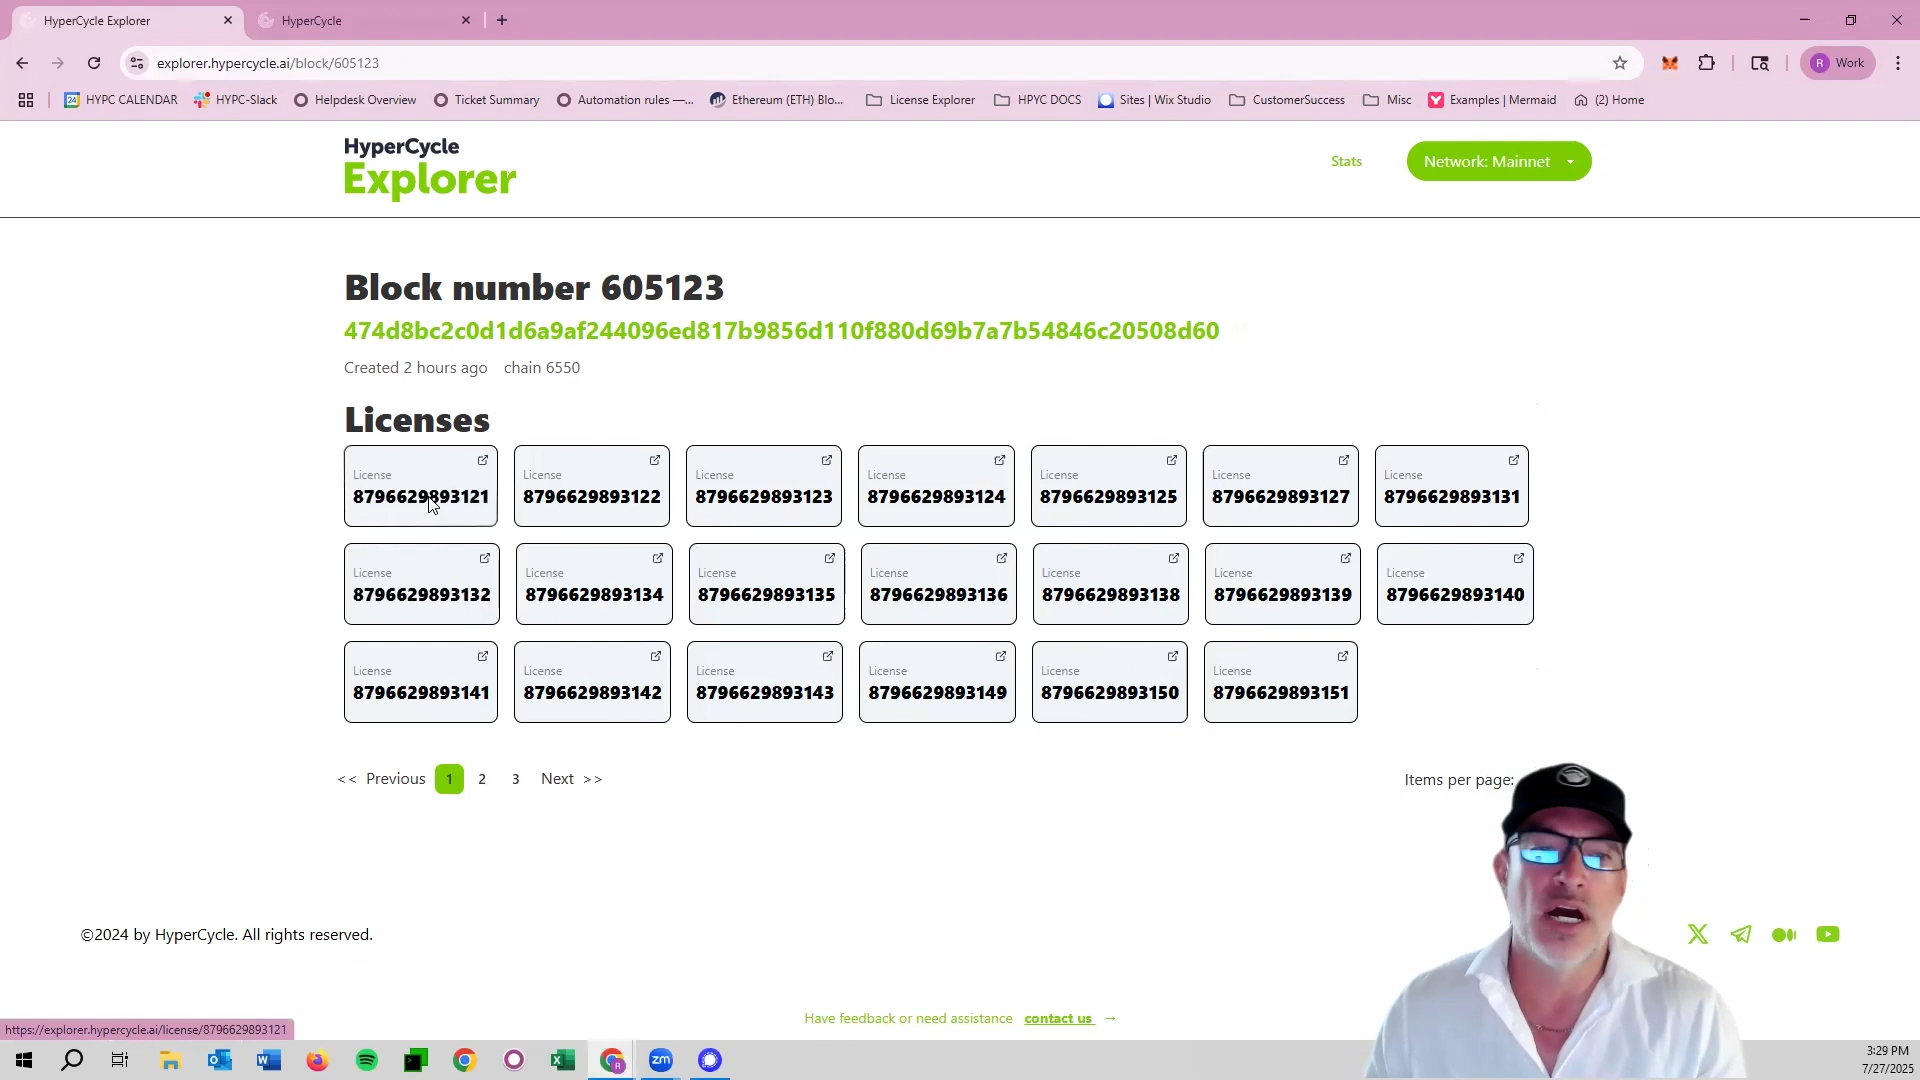 HyperCycle Explorer
HyperCycle
explorer.hypercycle.ai/block/605123
R Work
HYPC CALENDAR
HYPC-Slack
Helpdesk Overview
Ticket Summary
Automation rules —...
Ethereum (ETH) Blo...
License Explorer
HPYC DOCS
Sites | Wix Studio
CustomerSuccess
Misc
Examples | Mermaid
(2) Home
HyperCycle
Explorer
Stats
Network: Mainnet
Block number 605123
474d8bc2c0d1d6a9af244096ed817b9856d110f880d69b7a7b54846c20508d60
Created 2 hours ago chain 6550
Licenses
License License License License License License License
8796629893121 8796629893122 8796629893123 8796629893124 8796629893125 8796629893127 8796629893131
License License License License License License License
8796629893132 8796629893134 8796629893135 8796629893136 8796629893138 8796629893139 8796629893140
License License License License License License
8796629893141 8796629893142 8796629893143 8796629893149 8796629893150 8796629893151
<< Previous 1 2 3 Next >>
Items per page:
©2024 by HyperCycle. All rights reserved.
Have feedback or need assistance contact us →
https://explorer.hypercycle.ai/license/8796629893121
zm
3:29 PM
7/27/2025